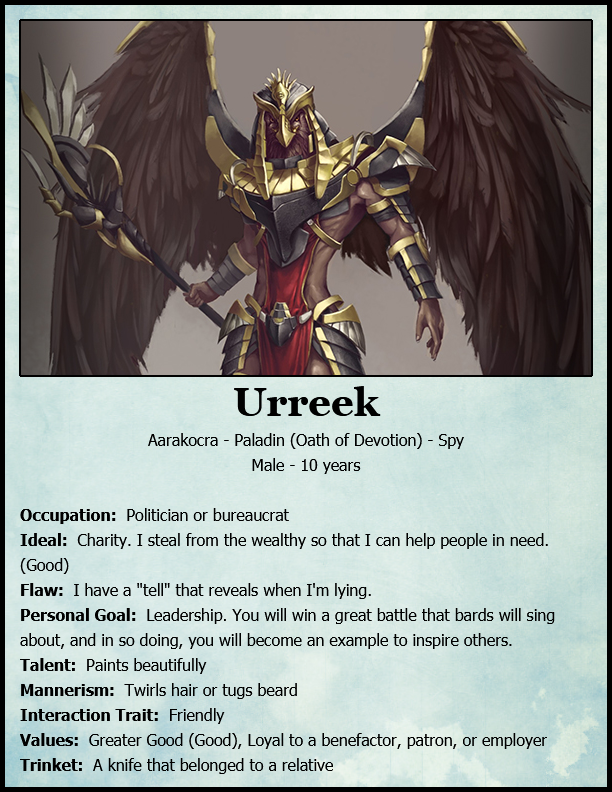 Urreek
Aarakocra - Paladin (Oath of Devotion) - Spy
Male - 10 years
Occupation: Politician or bureaucrat
Ideal: Charity. I steal from the wealthy so that I can help people in need.
(Good)
Flaw: I have a "tell" that reveals when I'm lying.
Personal Goal: Leadership. You will win a great battle that bards will sing
about, and in so doing, you will become an example to inspire others.
Talent: Paints beautifully
Mannerism: Twirls hair or tugs beard
Interaction Trait: Friendly
Values: Greater Good (Good), Loyal to a benefactor, patron, or employer
Trinket: A knife that belonged to a relative